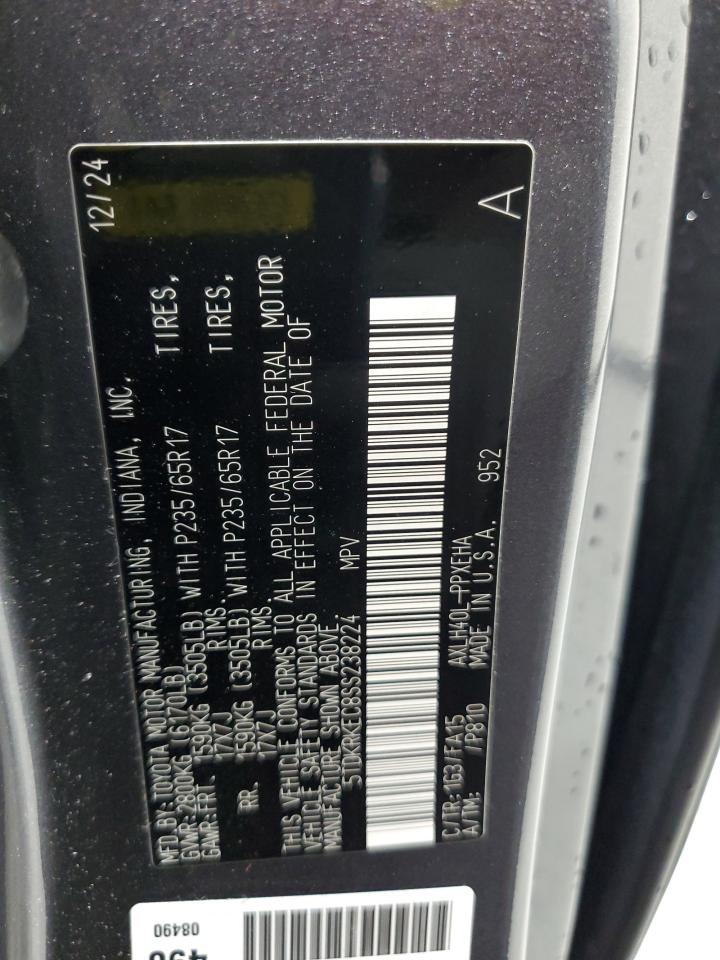 MFD.BY: TOYOTA MOTOR MANUFACTURING, INDIANA, INC. 12/24
GVWR: 2800KG (6170LB)
GAWR: FRT. 1590KG (3505LB) WITH P235/65R17 TIRES,
17X7J RIMS.
RR. 1590KG (3505LB) WITH P235/65R17 TIRES,
17X7J RIMS.
THIS VEHICLE CONFORMS TO ALL APPLICABLE FEDERAL MOTOR
VEHICLE SAFETY STANDARDS IN EFFECT ON THE DATE OF
MANUFACTURE SHOWN ABOVE.
5TDKRKEC8SS238224 MPV
C/TR: 1G3/FA15 AXLH40L-PPXEHA
A/TM: /P810 MADE IN U.S.A. 952 A
08490